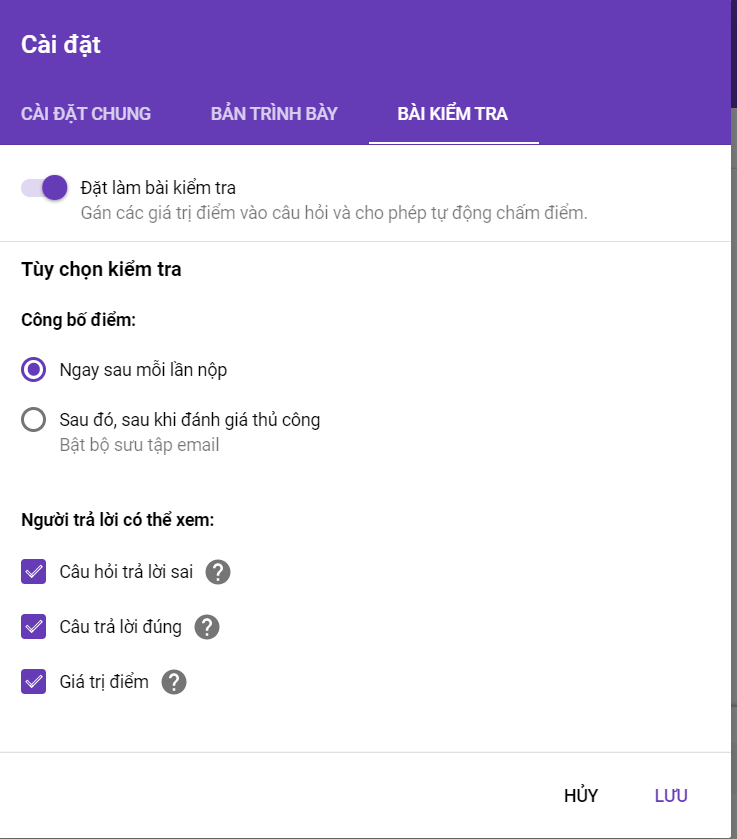 Cài đặt
CÀI ĐẶT CHUNG BẢN TRÌNH BÀY BÀI KIỂM TRA
Đặt làm bài kiểm tra
Gán các giá trị điểm vào câu hỏi và cho phép tự động chấm điểm.
Tùy chọn kiểm tra
Công bố điểm:
Ngay sau mỗi lần nộp
Sau đó, sau khi đánh giá thủ công
Bật bộ sưu tập email
Người trả lời có thể xem:
Câu hỏi trả lời sai ?
Câu trả lời đúng ?
Giá trị điểm ?
HỦY LƯU